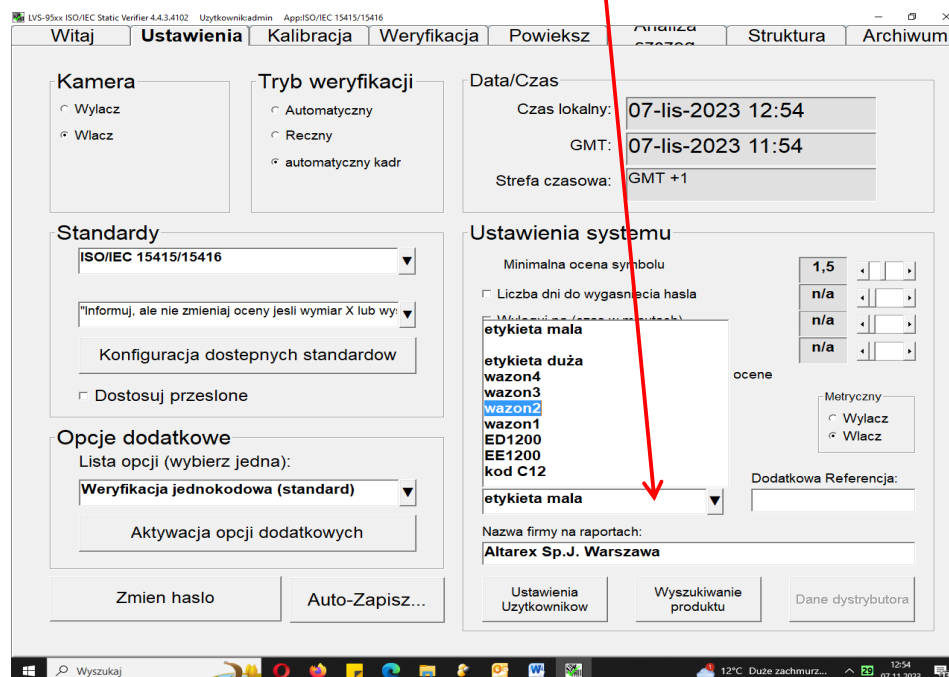 LVS-95xx ISO/IEC Static Verifier 4.4.3.4102 Uzytkownik:admin App:ISO/IEC 15415/15416
Witaj Ustawienia Kalibracja Weryfikacja Powieksz Analiza Struktura Archiwum
Kamera
Wylacz
Wlacz
Tryb weryfikacji
Automatyczny
Reczny
automatyczny kadr
Data/Czas
Czas lokalny: 07-lis-2023 12:54
GMT: 07-lis-2023 11:54
Strefa czasowa: GMT +1
Standardy
ISO/IEC 15415/15416
"Informuj, ale nie zmieniaj oceny jesli wymiar X lub wy
Konfiguracja dostepnych standardow
Dostosuj przeslone
Opcje dodatkowe
Lista opcji (wybierz jedna):
Weryfikacja jednokodowa (standard)
Aktywacja opcji dodatkowych
Zmien haslo
Auto-Zapisz...
Ustawienia systemu
Minimalna ocena symbolu 1,5
Liczba dni do wygasniecia hasla n/a
n/a
n/a
etykieta mala
etykieta duża
wazon4
ocene
wazon3
wazon2
wazon1
ED1200
EE1200
kod C12
Metryczny
Wylacz
Wlacz
etykieta mala
Dodatkowa Referencja:
Nazwa firmy na raportach:
Altarex Sp.J. Warszawa
Ustawienia
Uzytkownikow
Wyszukiwanie
produktu
Dane dystrybutora
Wyszukaj
12°C Duże zachmurz...
29
12:54
07.11.2023